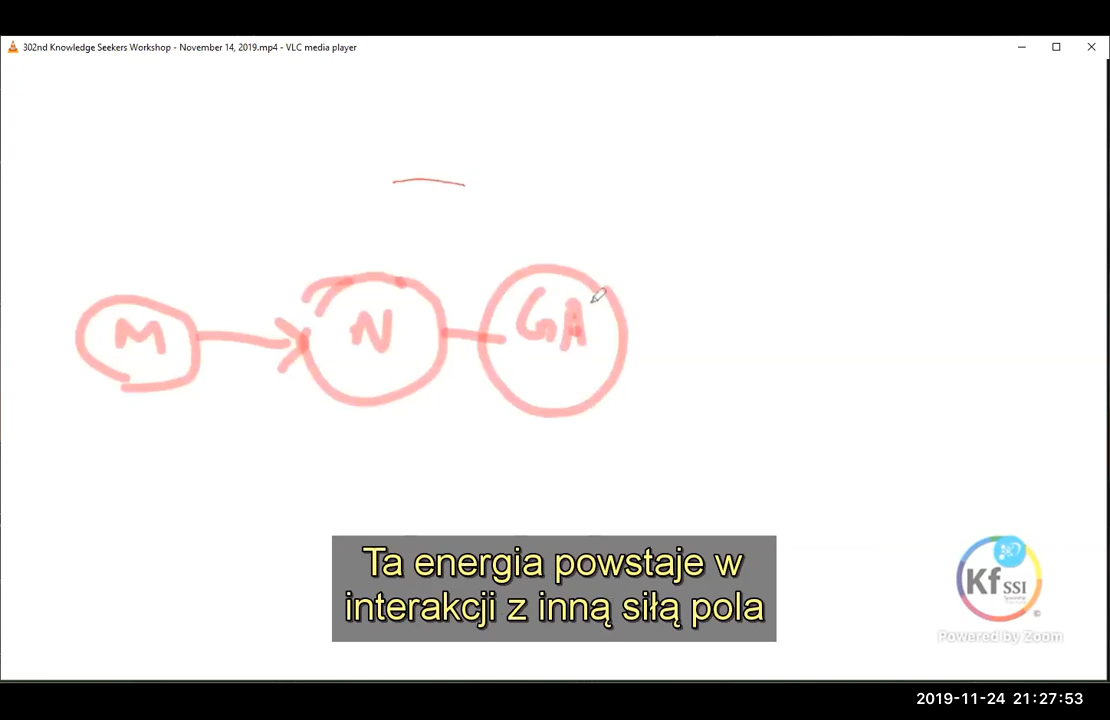 302nd Knowledge Seekers Workshop - November 14, 2019.mp4 - VLC media player
M
N
GA
Ta energia powstaje w
interakcji z inną siłą pola
Kf SSI
Powered by Zoom
2019-11-24 21:27:53